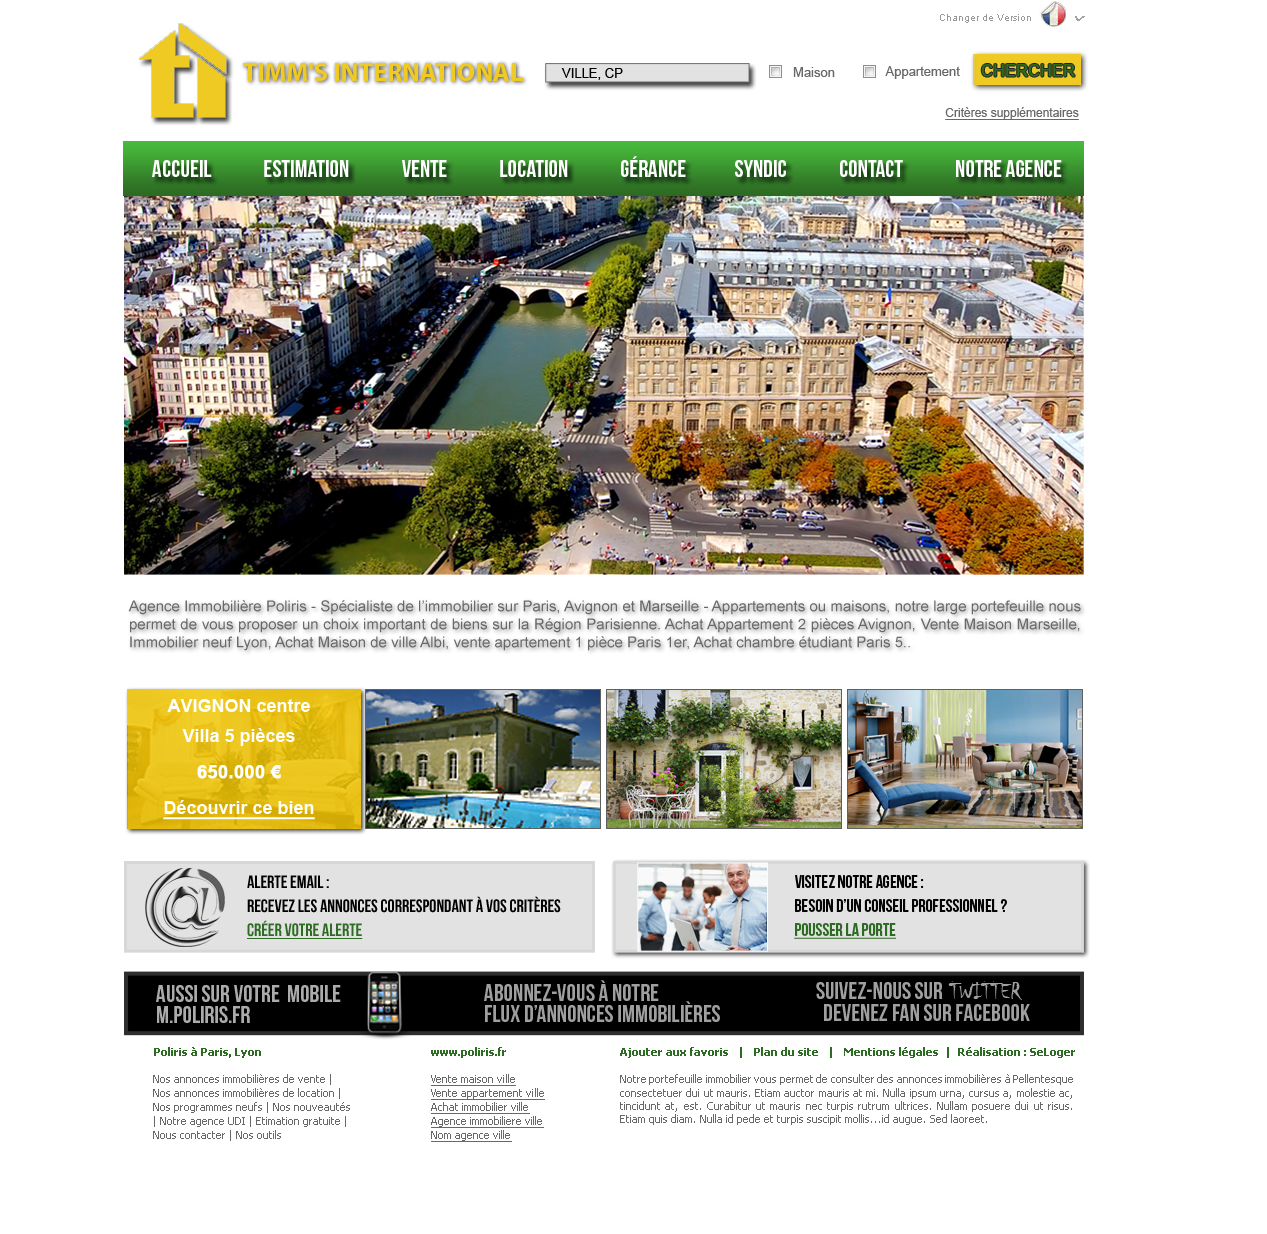 Changer de Version
TIMM'S INTERNATIONAL
VILLE, CP
Maison
Appartement
CHERCHER
Critères supplémentaires
ACCUEIL ESTIMATION VENTE LOCATION GÉRANCE SYNDIC CONTACT NOTRE AGENCE
Agence Immobilière Poliris - Spécialiste de l'immobilier sur Paris, Avignon et Marseille - Appartements ou maisons, notre large portefeuille nous
permet de vous proposer un choix important de biens sur la Région Parisienne. Achat Appartement 2 pièces Avignon, Vente Maison Marseille,
Immobilier neuf Lyon, Achat Maison de ville Albi, vente apartement 1 pièce Paris 1er, Achat chambre étudiant Paris 5..
AVIGNON centre
Villa 5 pièces
650.000 €
Découvrir ce bien
ALERTE EMAIL :
RECEVEZ LES ANNONCES CORRESPONDANT À VOS CRITÈRES
CRÉER VOTRE ALERTE
VISITEZ NOTRE AGENCE :
BESOIN D'UN CONSEIL PROFESSIONNEL ?
POUSSER LA PORTE
AUSSI SUR VOTRE MOBILE
M.POLIRIS.FR
ABONNEZ-VOUS À NOTRE
FLUX D'ANNONCES IMMOBILIÈRES
SUIVEZ-NOUS SUR TWITTER
DEVENEZ FAN SUR FACEBOOK
Poliris à Paris, Lyon
Nos annonces immobilières de vente |
Nos annonces immobilières de location |
Nos programmes neufs | Nos nouveautés
| Notre agence UDI | Etimation gratuite |
Nous contacter | Nos outils
www.poliris.fr
Vente maison ville
Vente appartement ville
Achat immobilier ville
Agence immobiliere ville
Nom agence ville
Ajouter aux favoris | Plan du site | Mentions légales | Réalisation : SeLoger
Notre portefeuille immobilier vous permet de consulter des annonces immobilières à Pellentesque
consectetuer dui ut mauris. Etiam auctor mauris at mi. Nulla ipsum urna, cursus a, molestie ac,
tincidunt at, est. Curabitur ut mauris nec turpis rutrum ultrices. Nullam posuere dui ut risus.
Etiam quis diam. Nulla id pede et turpis suscipit mollis...id augue. Sed laoreet.